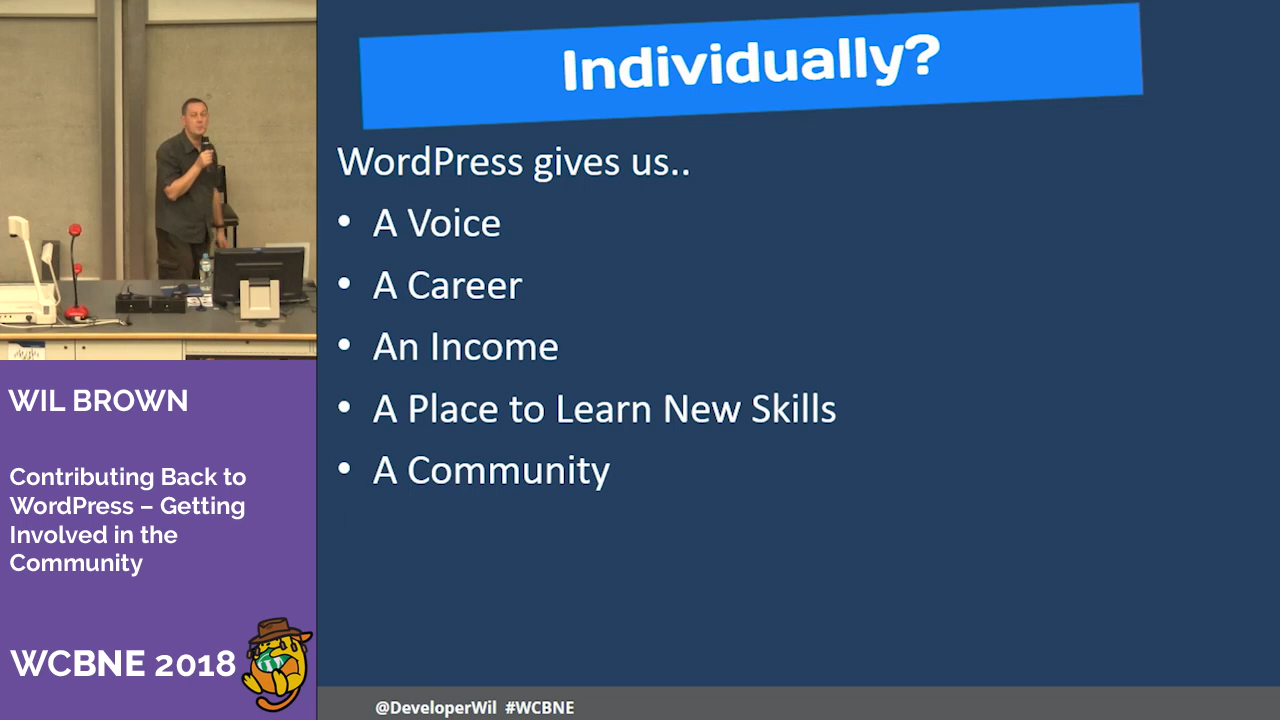 Individually?
WordPress gives us..
• A Voice
• A Career
• An Income
• A Place to Learn New Skills
• A Community
WIL BROWN
Contributing Back to
WordPress – Getting
Involved in the
Community
WCBNE 2018
@DeveloperWil #WCBNE